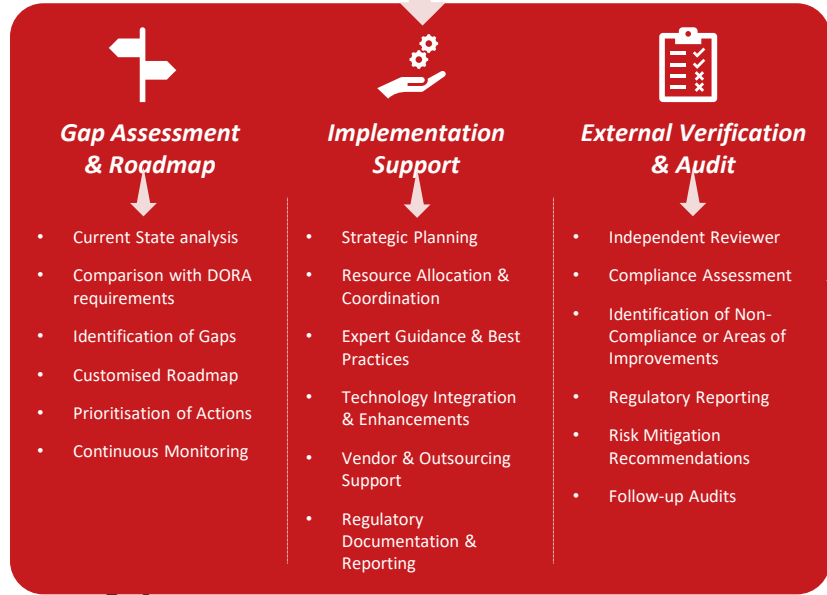 Gap Assessment
& Roadmap
• Current State analysis
• Comparison with DORA
requirements
• Identification of Gaps
• Customised Roadmap
• Prioritisation of Actions
• Continuous Monitoring
Implementation
Support
• Strategic Planning
• Resource Allocation &
Coordination
• Expert Guidance & Best
Practices
• Technology Integration
& Enhancements
• Vendor & Outsourcing
Support
• Regulatory
Documentation &
Reporting
External Verification
& Audit
• Independent Reviewer
• Compliance Assessment
• Identification of Non-
Compliance or Areas of
Improvements
• Regulatory Reporting
• Risk Mitigation
Recommendations
• Follow-up Audits